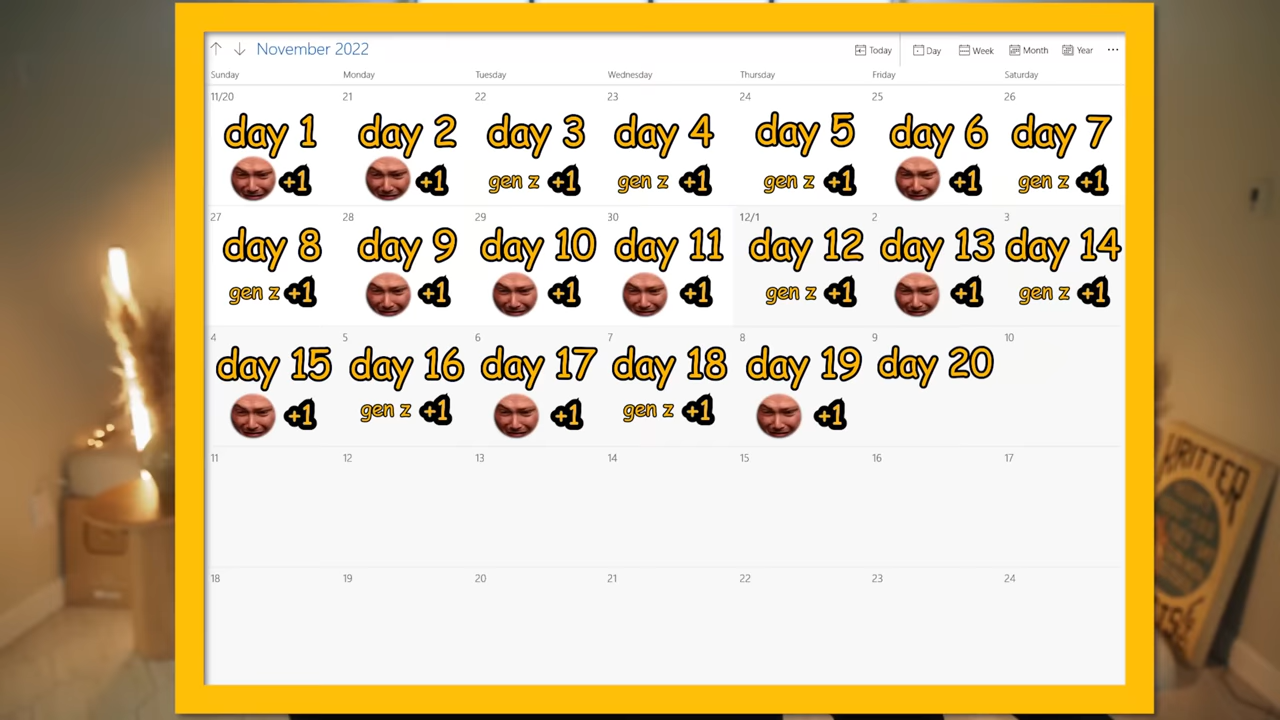 November 2022
Today Day Week Month Year ...
Sunday Monday Tuesday Wednesday Thursday Friday Saturday
11/20 21 22 23 24 25 26
day 1 day 2 day 3 day 4 day 5 day 6 day 7
+1 +1 gen z +1 gen z +1 gen z +1 +1 gen z +1
27 28 29 30 12/1 2 3
day 8 day 9 day 10 day 11 day 12 day 13 day 14
gen z +1 +1 +1 +1 gen z +1 +1 gen z +1
4 5 6 7 8 9 10
day 15 day 16 day 17 day 18 day 19 day 20
+1 gen z +1 +1 gen z +1 +1
11 12 13 14 15 16 17
18 19 20 21 22 23 24